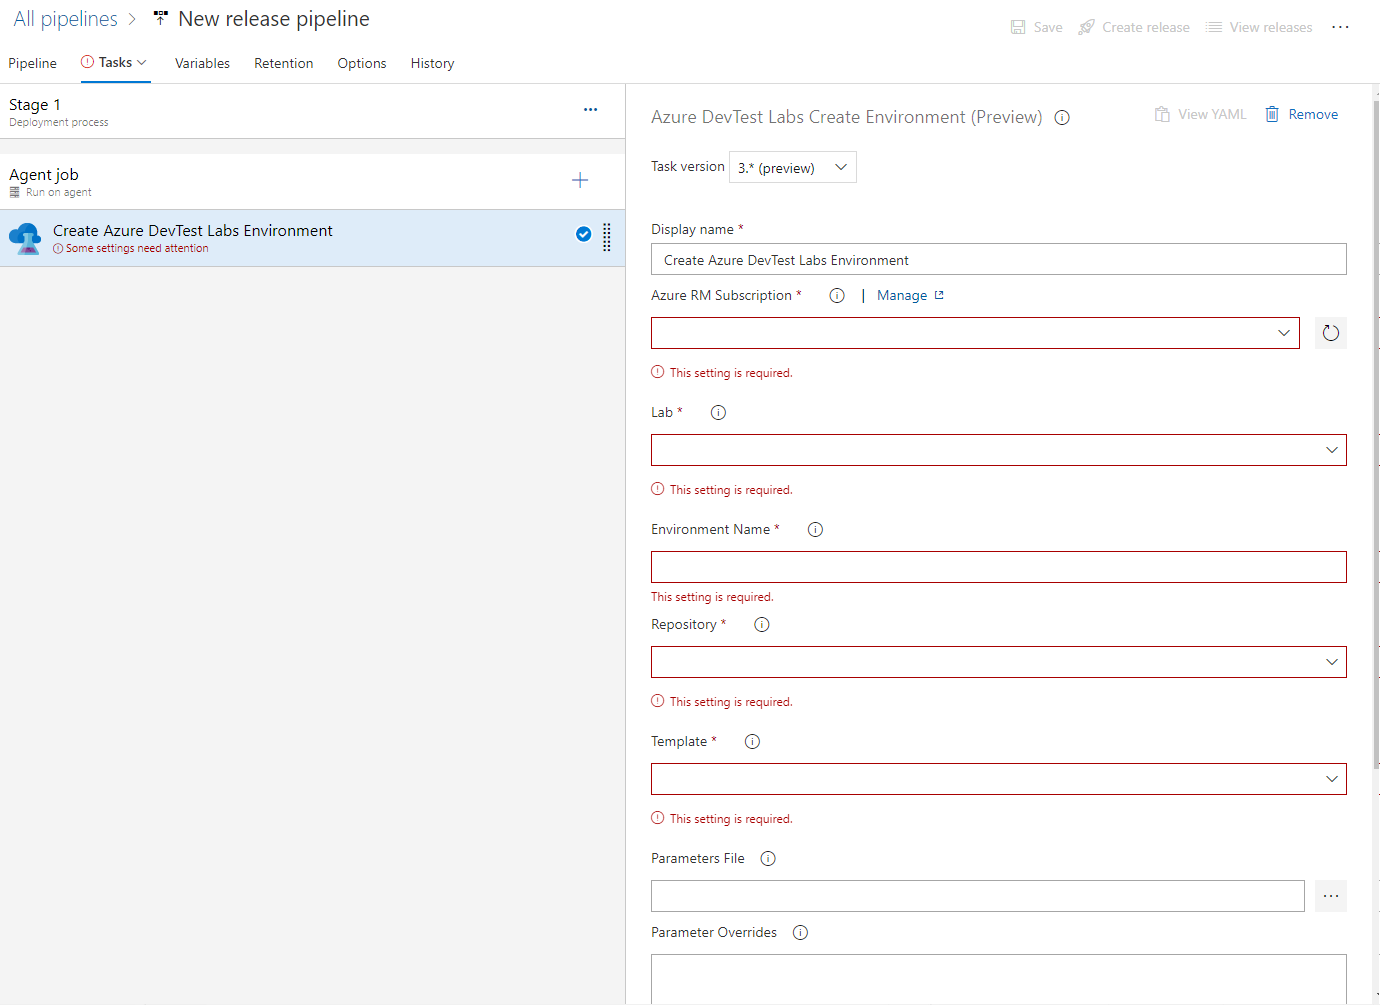 All pipelines > New release pipeline
Save Create release View releases ...
Pipeline Tasks Variables Retention Options History
Stage 1
Deployment process
Agent job
Run on agent
Create Azure DevTest Labs Environment
Some settings need attention
Azure DevTest Labs Create Environment (Preview)
View YAML Remove
Task version 3.* (preview)
Display name *
Create Azure DevTest Labs Environment
Azure RM Subscription * | Manage
This setting is required.
Lab *
This setting is required.
Environment Name *
This setting is required.
Repository *
This setting is required.
Template *
This setting is required.
Parameters File
...
Parameter Overrides